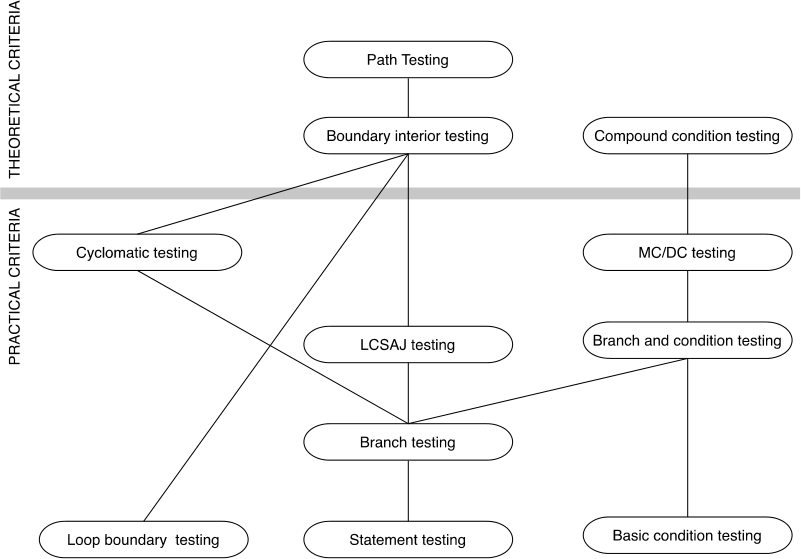 THEORETICAL CRITERIA
Path Testing
Boundary interior testing
Compound condition testing
PRACTICAL CRITERIA
Cyclomatic testing
MC/DC testing
LCSAJ testing
Branch and condition testing
Branch testing
Loop boundary testing
Statement testing
Basic condition testing